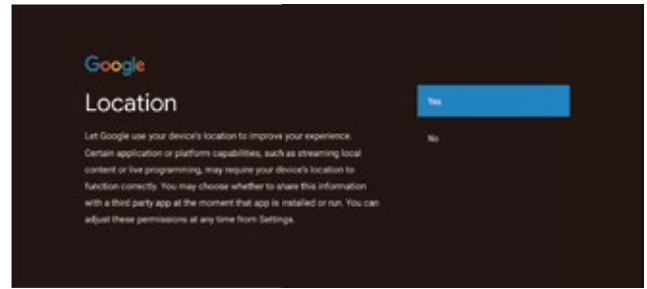 Google
Location
Let Google use your device's location to improve your experience.
Certain application or platform capabilities, such as streaming local
content or live programming, may require your device's location to
function correctly. You may choose whether to share this information
with a third party app at the moment that app is installed or run. You can
adjust these permissions at any time from Settings.
Yes
No